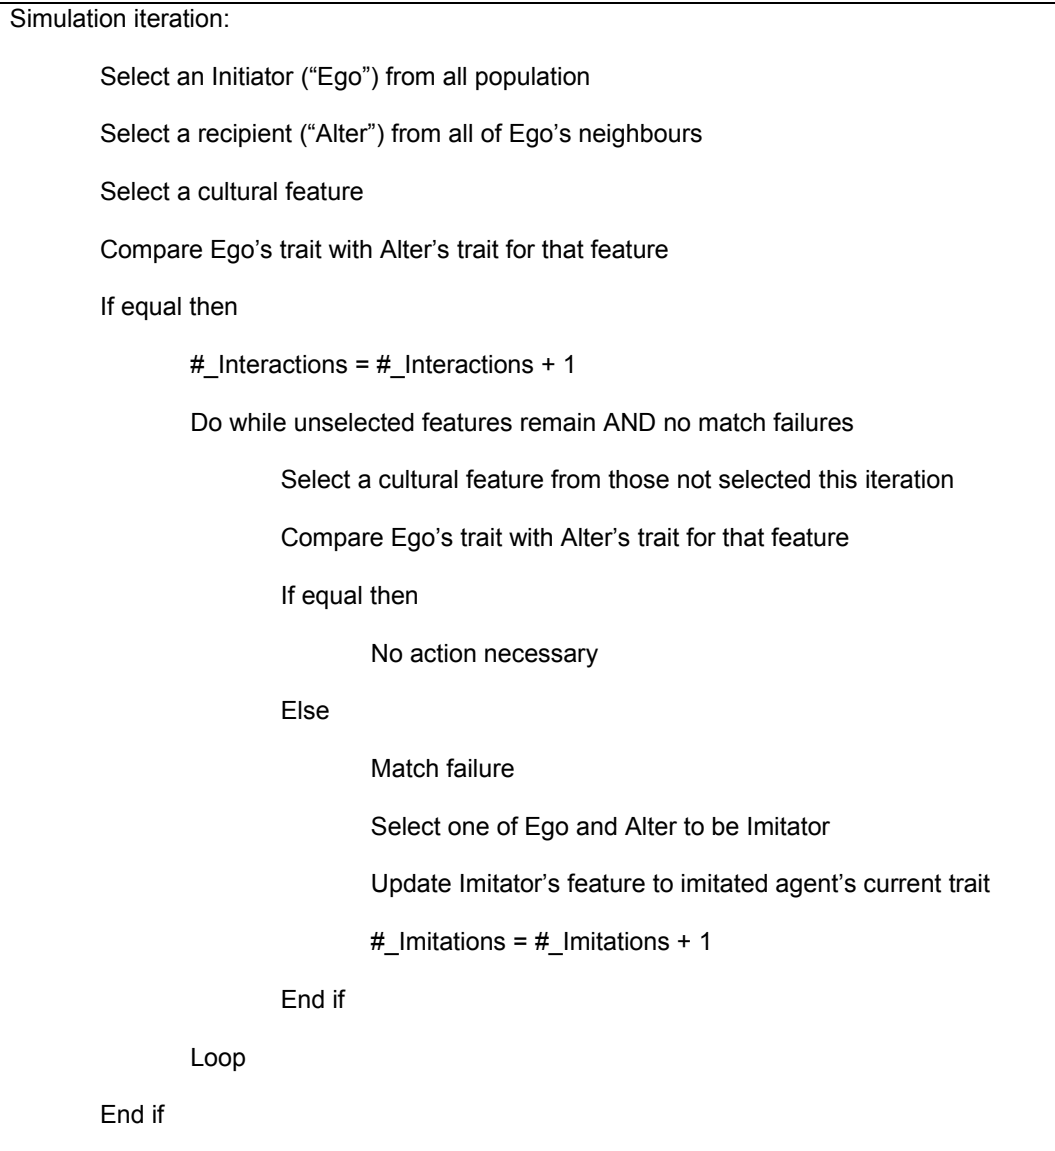 Simulation iteration:
Select an Initiator (“Ego”) from all population
Select a recipient (“Alter”) from all of Ego’s neighbours
Select a cultural feature
Compare Ego’s trait with Alter’s trait for that feature
If equal then
#_Interactions = #_Interactions + 1
Do while unselected features remain AND no match failures
Select a cultural feature from those not selected this iteration
Compare Ego’s trait with Alter’s trait for that feature
If equal then
No action necessary
Else
Match failure
Select one of Ego and Alter to be Imitator
Update Imitator’s feature to imitated agent’s current trait
#_Imitations = #_Imitations + 1
End if
Loop
End if